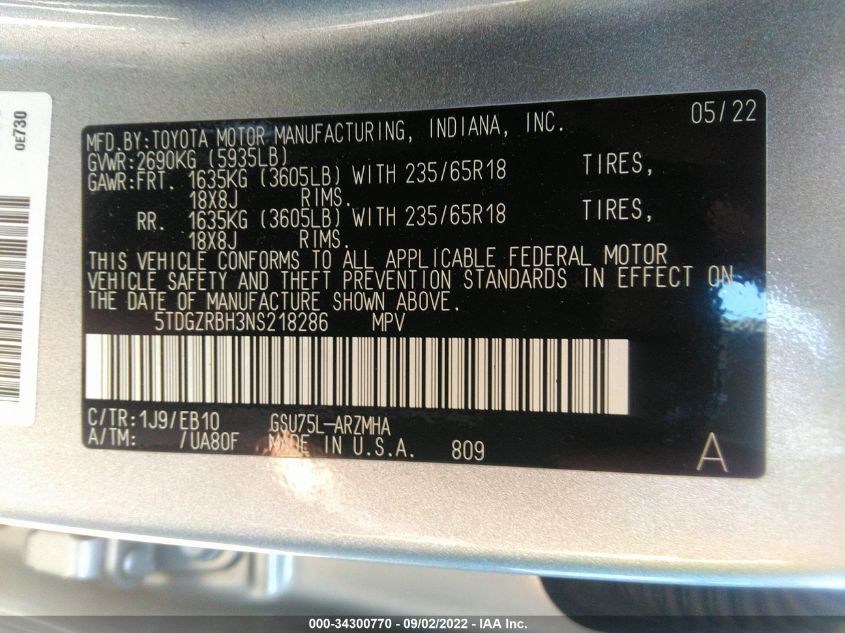 OE730
05/22
MFD.BY:TOYOTA MOTOR MANUFACTURING, INDIANA, INC.
GVWR:2690KG (5935LB)
GAWR:FRT. 1635KG (3605LB) WITH 235/65R18 TIRES,
18X8J RIMS.
RR. 1635KG (3605LB) WITH 235/65R18 TIRES,
18X8J RIMS.
THIS VEHICLE CONFORMS TO ALL APPLICABLE FEDERAL MOTOR
VEHICLE SAFETY AND THEFT PREVENTION STANDARDS IN EFFECT ON
THE DATE OF MANUFACTURE SHOWN ABOVE.
5TDGZRBH3NS218286 MPV
C/TR:1J9/EB10 GSU75L-ARZMHA
A/TM: /UA80F MADE IN U.S.A. 809 A
000-34300770 - 09/02/2022 - IAA Inc.